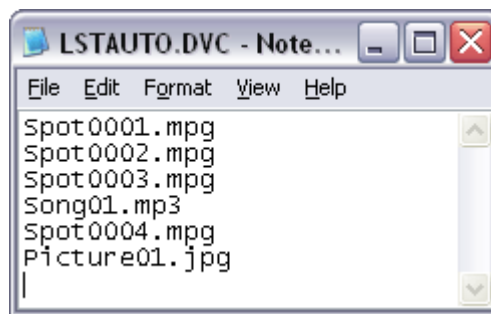 LSTAUTO.DVC - Note...
File Edit Format View Help
Spot0001.mpg
Spot0002.mpg
Spot0003.mpg
Song01.mp3
Spot0004.mpg
Picture01.jpg